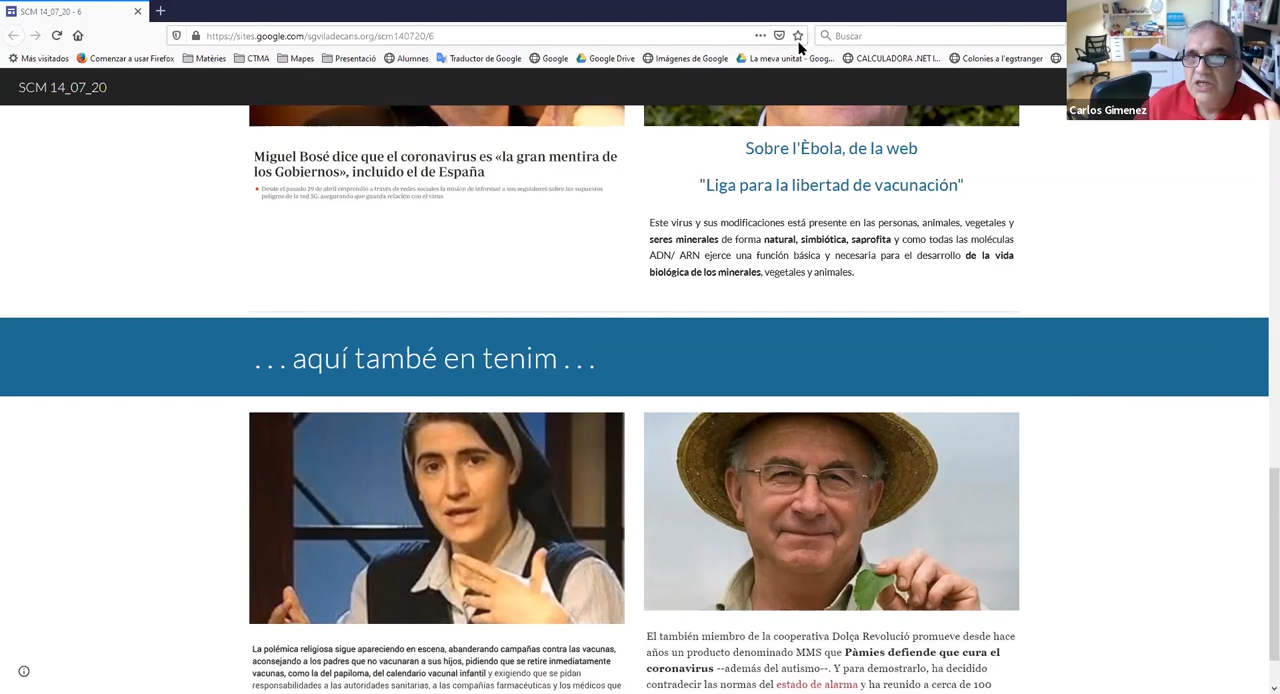 SCM 14_07_20 - 6
https://sites.google.com/sgviladecans.org/scm140720/6
Buscar
Más visitados
Comenzar a usar Firefox
Matèries
CTMA
Mapes
Presentació
Alumnes
Traductor de Google
Google
Google Drive
Imágenes de Google
La meva unitat - Goog...
CALCULADORA .NET I...
Colonies a l'egstranger
Carlos Gimenez
SCM 14_07_20
Miguel Bosé dice que el coronavirus es «la gran mentira de
los Gobiernos», incluido el de España
Desde el pasado 29 de abril emprendio a través de redes sociales la misión de informar a sus seguidores sobre los supuestos
peligros de la red 5G, asegurando que guarda relación con el virus.
Sobre l'Èbola, de la web
"Liga para la libertad de vacunación"
Este virus y sus modificaciones está presente en las personas, animales, vegetales y
seres minerales de forma natural, simbiótica, saprofita y como todas las moléculas
ADN/ ARN ejerce una función básica y necesaria para el desarrollo de la vida
biológica de los minerales, vegetales y animales.
. . . aquí també en tenim . . .
La polémica religiosa sigue apareciendo en escena, abanderando campañas contra las vacunas,
aconsejando a los padres que no vacunaran a sus hijos, pidiendo que se retire inmediatamente
vacunas, como la del papiloma, del calendario vacunal infantil y exigiendo que se pidan
responsabilidades a las autoridades sanitarias, a las compañías farmacéuticas y los médicos que
El también miembro de la cooperativa Dolça Revolució promueve desde hace
años un producto denominado MMS que Pàmies defiende que cura el
coronavirus --además del autismo--. Y para demostrarlo, ha decidido
contradecir las normas del estado de alarma y ha reunido a cerca de 100